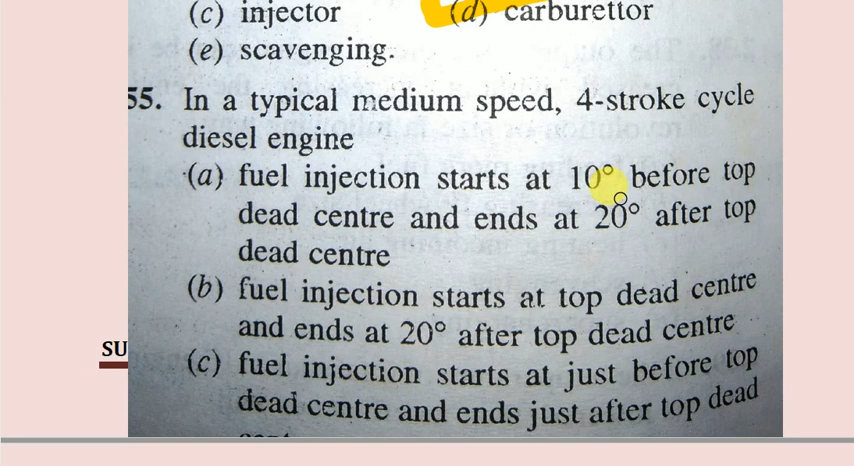 (c) injector (d) carburettor
(e) scavenging.
55. In a typical medium speed, 4-stroke cycle
diesel engine
(a) fuel injection starts at 10° before top
dead centre and ends at 20° after top
dead centre
(b) fuel injection starts at top dead centre
and ends at 20° after top dead centre
(c) fuel injection starts at just before top
dead centre and ends just after top dead
SU